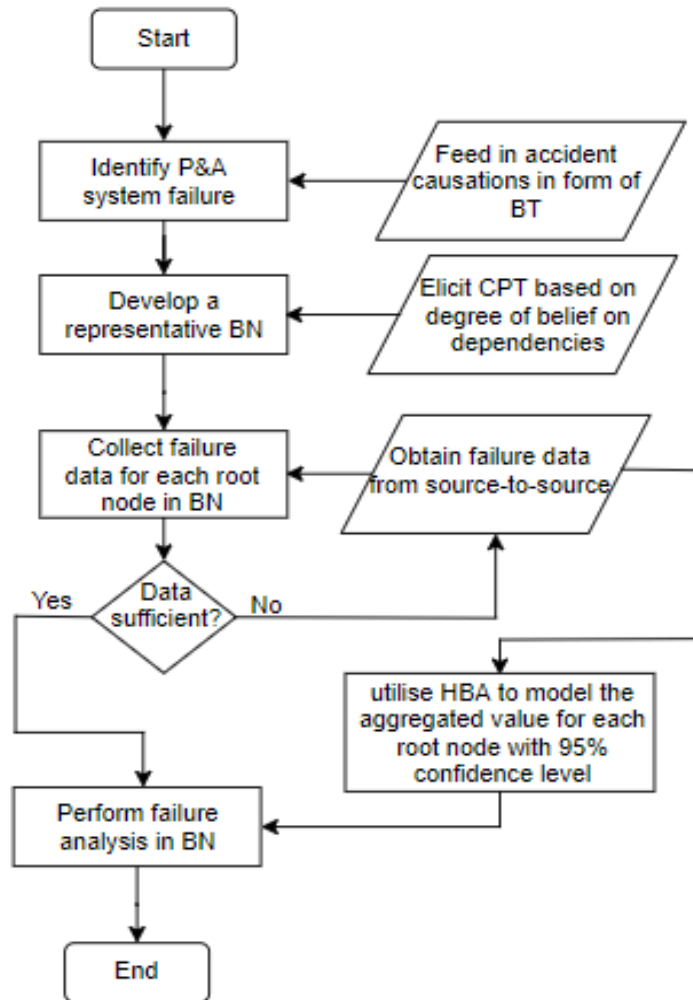 Start
Identify P&A
system failure
Feed in accident
causations in form of
BT
Develop a
representative BN
Elicit CPT based on
degree of belief on
dependencies
Collect failure
data for each root
node in BN
Obtain failure data
from source-to-source
Data
sufficient?
Yes
No
utilise HBA to model the
aggregated value for each
root node with 95%
confidence level
Perform failure
analysis in BN
End